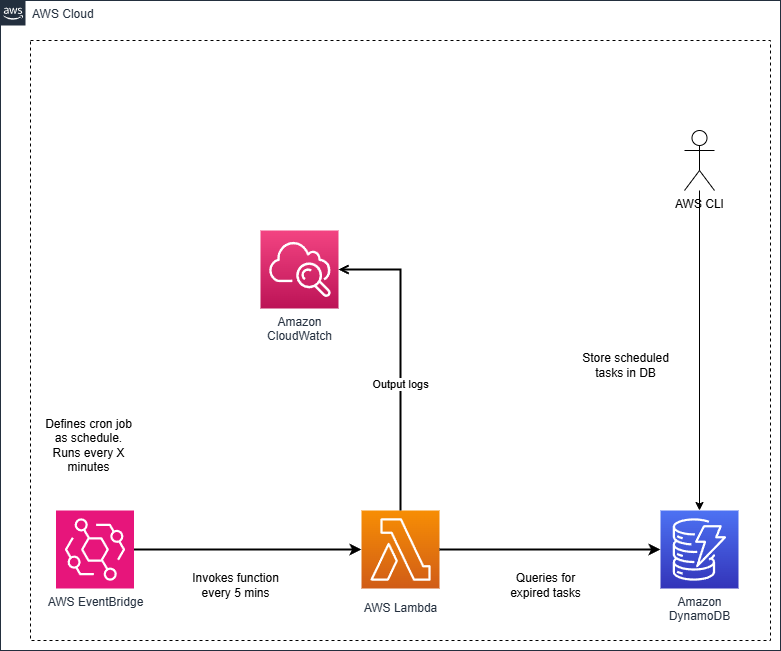 aws
AWS Cloud
AWS CLI
Amazon
CloudWatch
Store scheduled
tasks in DB
Output logs
Defines cron job
as schedule.
Runs every X
minutes
Invokes function
every 5 mins
Queries for
expired tasks
AWS EventBridge
AWS Lambda
Amazon
DynamoDB